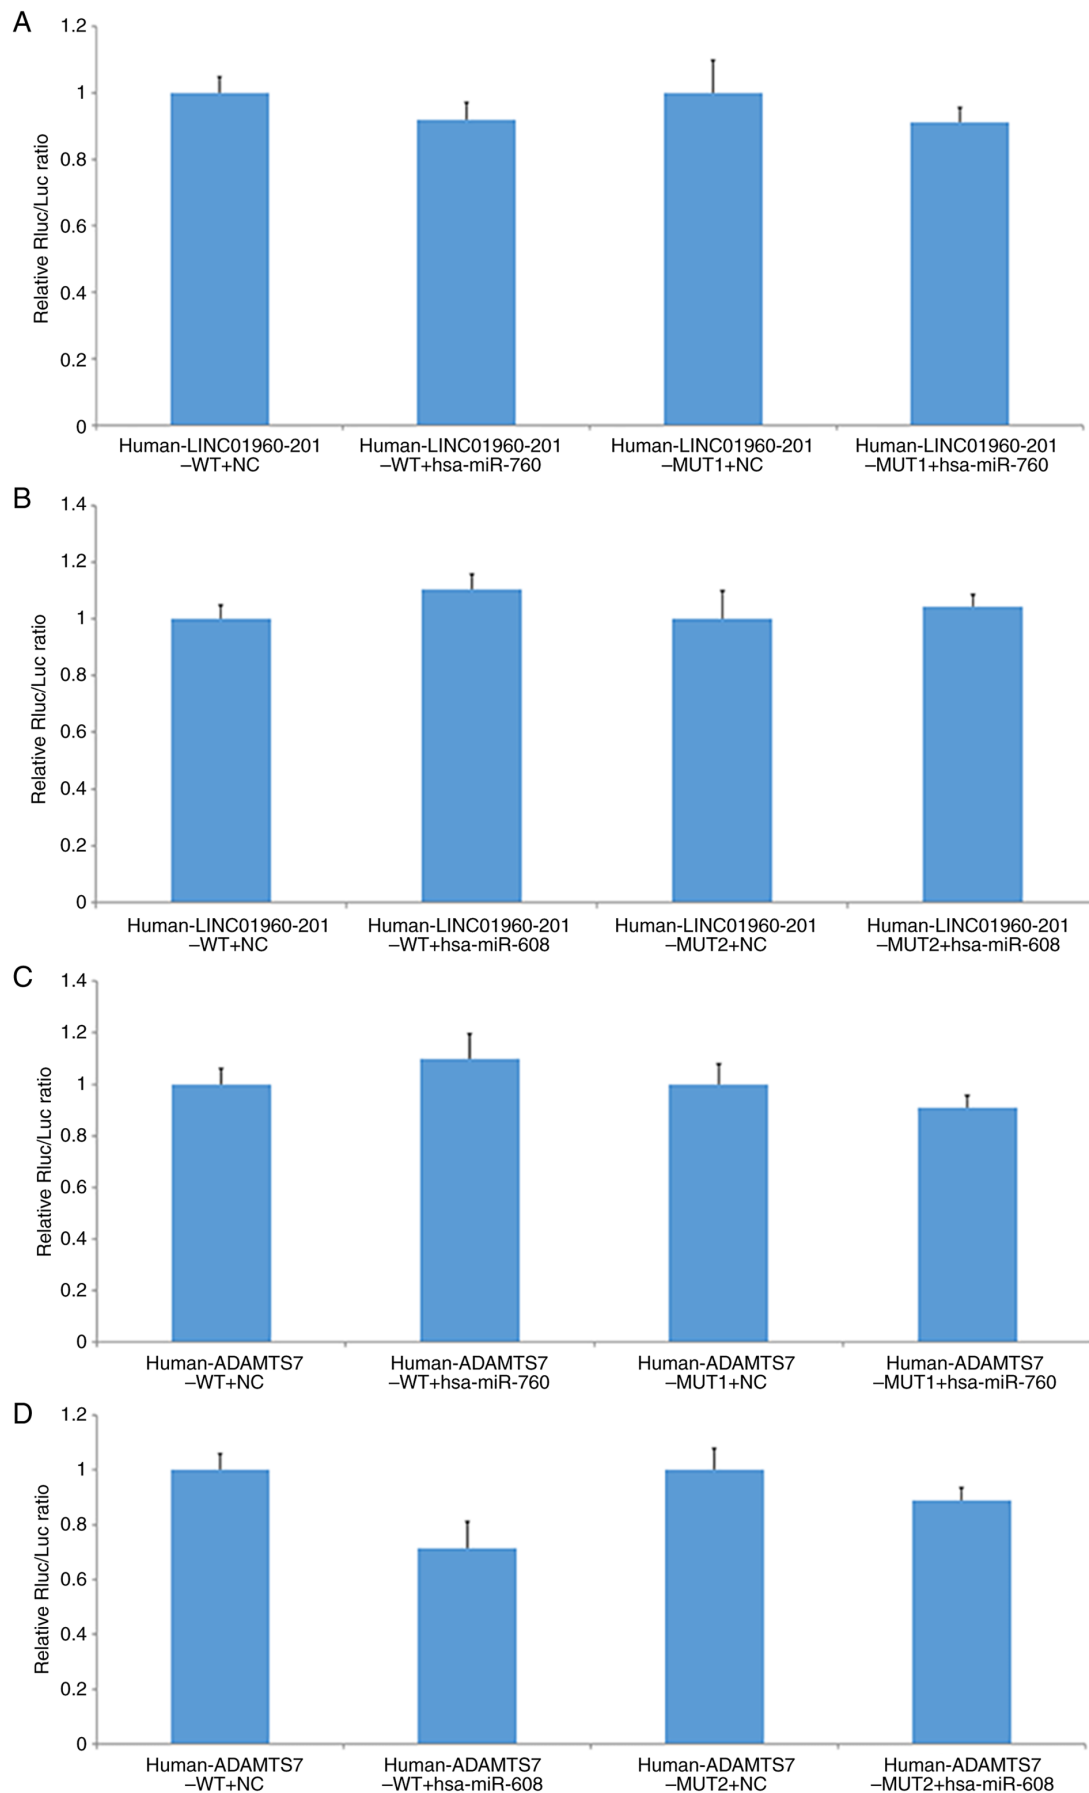 A
1.2
1
0.8
0.6
0.4
0.2
0
Relative Rluc/Luc ratio
Human-LINC01960-201 Human-LINC01960-201 Human-LINC01960-201 Human-LINC01960-201
–WT+NC –WT+hsa-miR-760 –MUT1+NC –MUT1+hsa-miR-760
B
1.4
1.2
1
0.8
0.6
0.4
0.2
0
Relative Rluc/Luc ratio
Human-LINC01960-201 Human-LINC01960-201 Human-LINC01960-201 Human-LINC01960-201
–WT+NC –WT+hsa-miR-608 –MUT2+NC –MUT2+hsa-miR-608
C
1.4
1.2
1
0.8
0.6
0.4
0.2
0
Relative Rluc/Luc ratio
Human-ADAMTS7 Human-ADAMTS7 Human-ADAMTS7 Human-ADAMTS7
–WT+NC –WT+hsa-miR-760 –MUT1+NC –MUT1+hsa-miR-760
D
1.2
1
0.8
0.6
0.4
0.2
0
Relative Rluc/Luc ratio
Human-ADAMTS7 Human-ADAMTS7 Human-ADAMTS7 Human-ADAMTS7
–WT+NC –WT+hsa-miR-608 –MUT2+NC –MUT2+hsa-miR-608